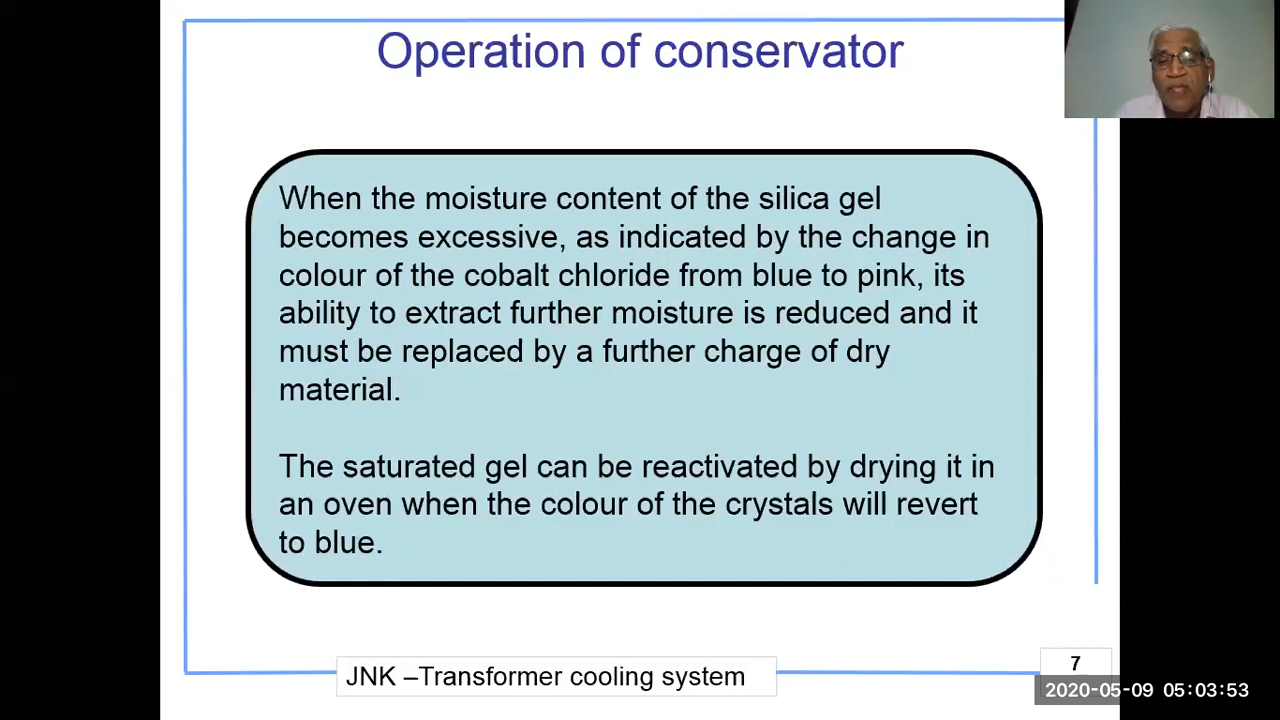 Operation of conservator
When the moisture content of the silica gel
becomes excessive, as indicated by the change in
colour of the cobalt chloride from blue to pink, its
ability to extract further moisture is reduced and it
must be replaced by a further charge of dry
material.
The saturated gel can be reactivated by drying it in
an oven when the colour of the crystals will revert
to blue.
JNK –Transformer cooling system
7
2020-05-09 05:03:53